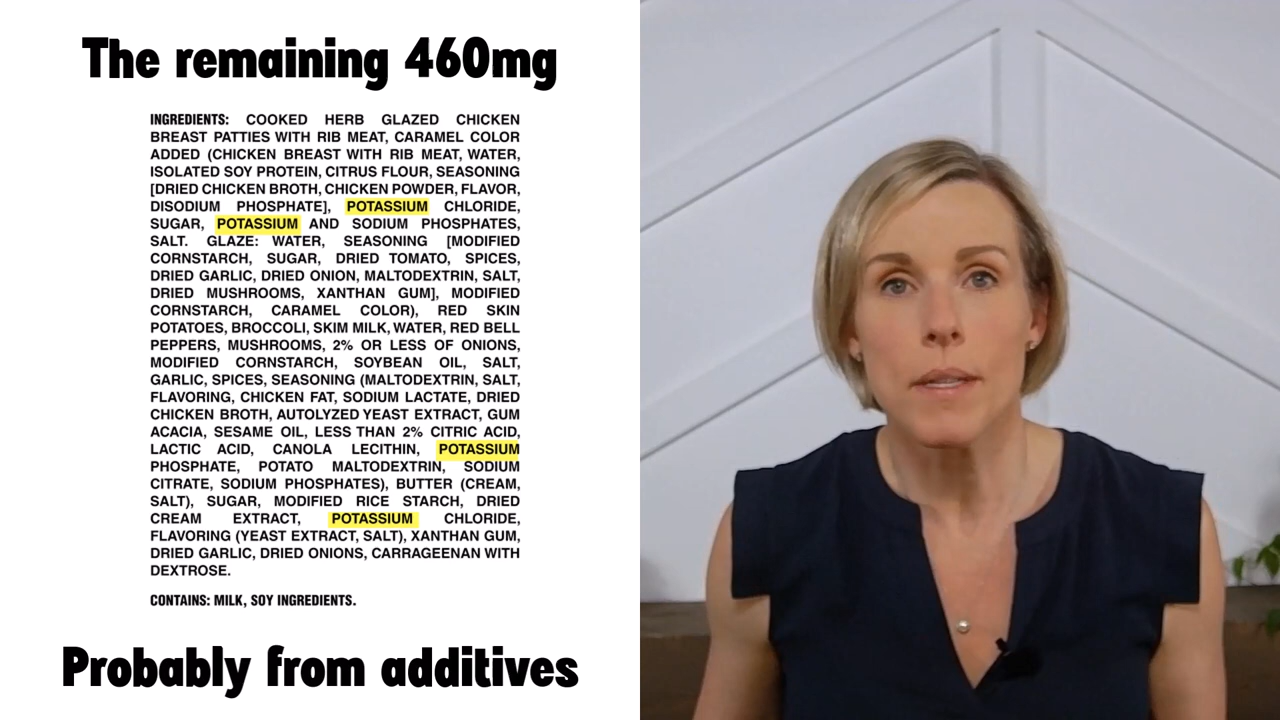 The remaining 460mg
INGREDIENTS: COOKED HERB GLAZED CHICKEN
BREAST PATTIES WITH RIB MEAT, CARAMEL COLOR
ADDED (CHICKEN BREAST WITH RIB MEAT, WATER,
ISOLATED SOY PROTEIN, CITRUS FLOUR, SEASONING
[DRIED CHICKEN BROTH, CHICKEN POWDER, FLAVOR,
DISODIUM PHOSPHATE], POTASSIUM CHLORIDE,
SUGAR, POTASSIUM AND SODIUM PHOSPHATES,
SALT. GLAZE: WATER, SEASONING [MODIFIED
CORNSTARCH, SUGAR, DRIED TOMATO, SPICES,
DRIED GARLIC, DRIED ONION, MALTODEXTRIN, SALT,
DRIED MUSHROOMS, XANTHAN GUM], MODIFIED
CORNSTARCH, CARAMEL COLOR), RED SKIN
POTATOES, BROCCOLI, SKIM MILK, WATER, RED BELL
PEPPERS, MUSHROOMS, 2% OR LESS OF ONIONS,
MODIFIED CORNSTARCH, SOYBEAN OIL, SALT,
GARLIC, SPICES, SEASONING (MALTODEXTRIN, SALT,
FLAVORING, CHICKEN FAT, SODIUM LACTATE, DRIED
CHICKEN BROTH, AUTOLYZED YEAST EXTRACT, GUM
ACACIA, SESAME OIL, LESS THAN 2% CITRIC ACID,
LACTIC ACID, CANOLA LECITHIN, POTASSIUM
PHOSPHATE, POTATO MALTODEXTRIN, SODIUM
CITRATE, SODIUM PHOSPHATES), BUTTER (CREAM,
SALT), SUGAR, MODIFIED RICE STARCH, DRIED
CREAM EXTRACT, POTASSIUM CHLORIDE,
FLAVORING (YEAST EXTRACT, SALT), XANTHAN GUM,
DRIED GARLIC, DRIED ONIONS, CARRAGEENAN WITH
DEXTROSE.
CONTAINS: MILK, SOY INGREDIENTS.
Probably from additives